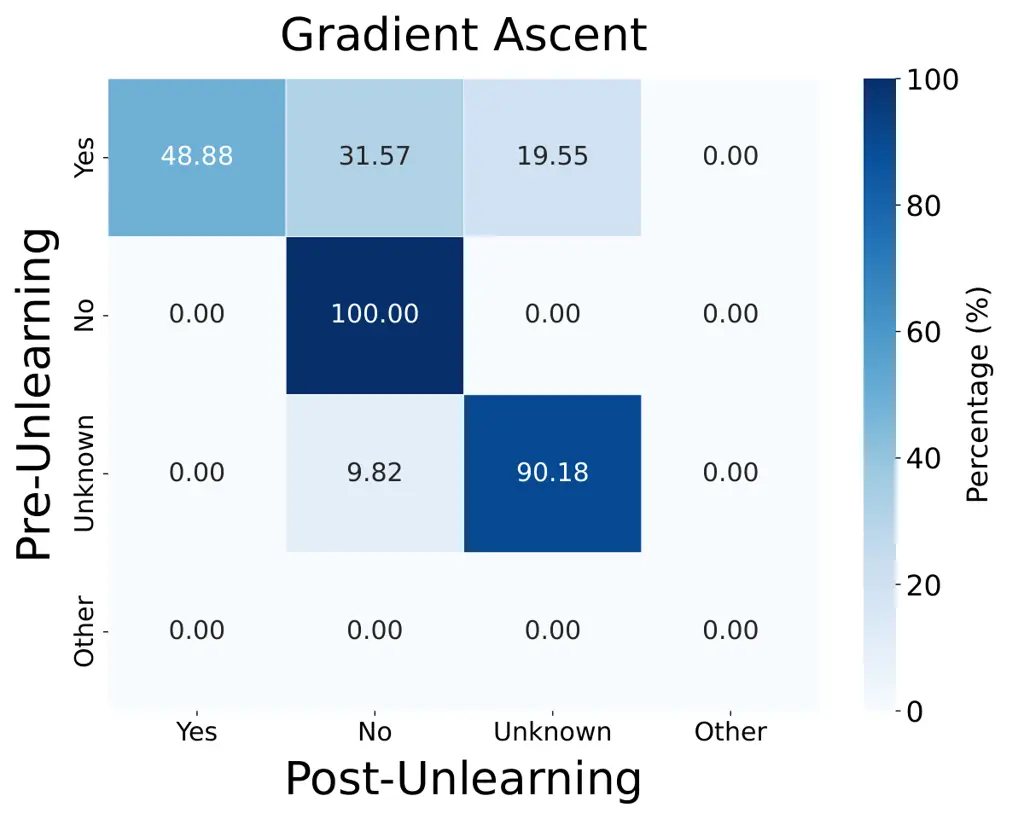 Gradient Ascent
Pre-Unlearning
Yes 48.88 31.57 19.55 0.00
No 0.00 100.00 0.00 0.00
Unknown 0.00 9.82 90.18 0.00
Other 0.00 0.00 0.00 0.00
Yes No Unknown Other
Post-Unlearning
100
80
60
40
20
0
Percentage (%)